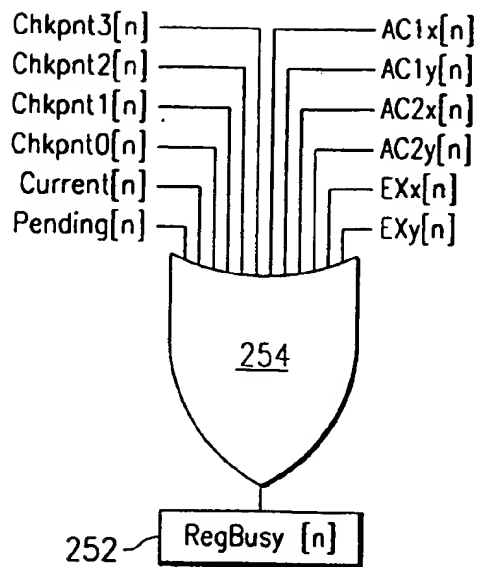 Chkpnt3[n]
Chkpnt2[n]
Chkpnt1[n]
Chkpnt0[n]
Current[n]
Pending[n]
AC1x[n]
AC1y[n]
AC2x[n]
AC2y[n]
EXx[n]
EXy[n]
254
252
RegBusy [n]